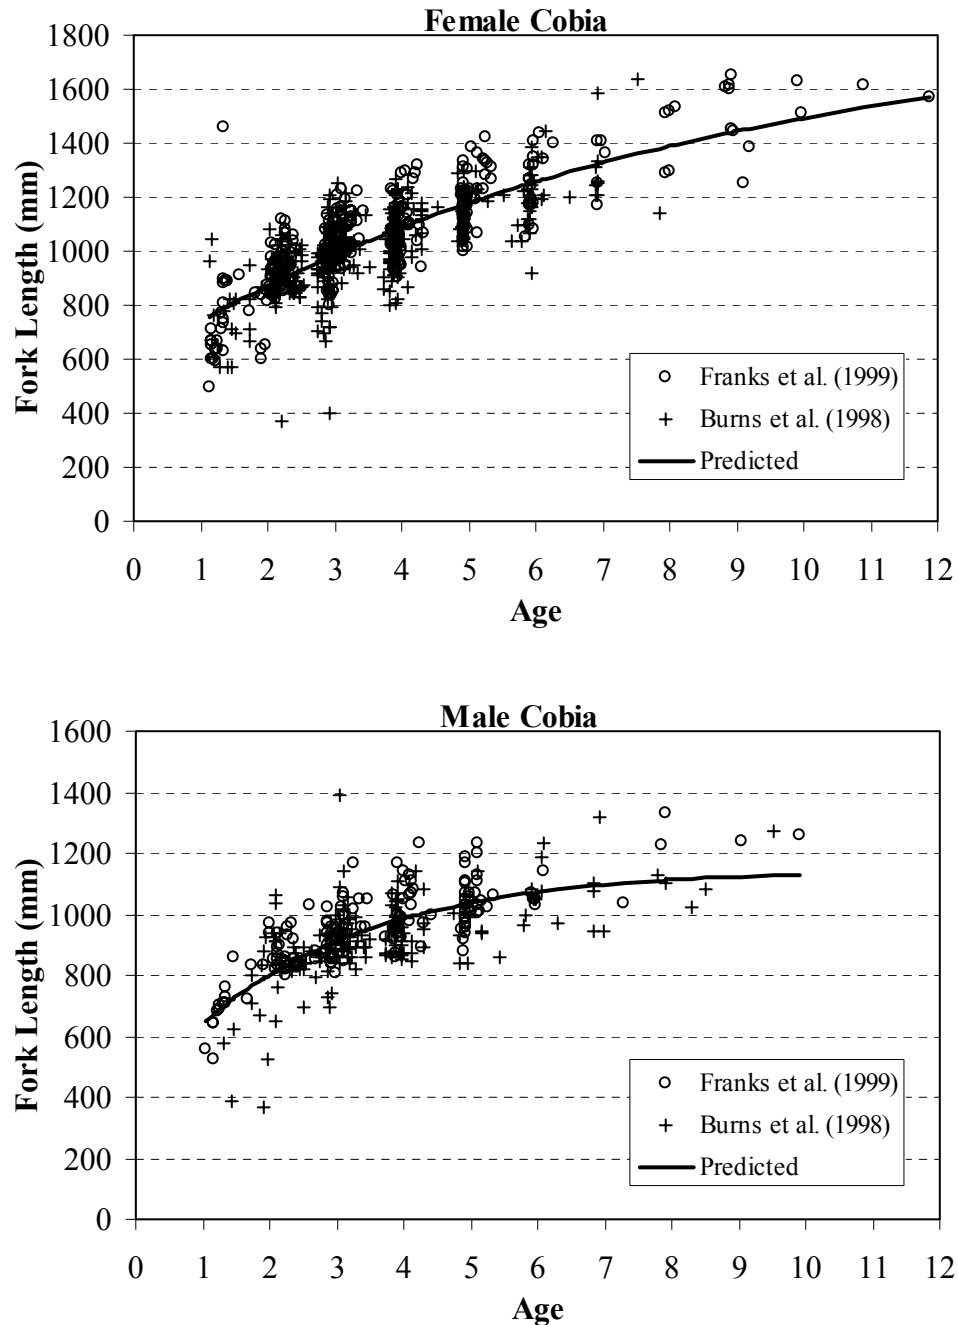 Female Cobia
1800
1600
1400
1200
1000
800
600
400
200
0
Fork Length (mm)
Franks et al. (1999)
Burns et al. (1998)
Predicted
0 1 2 3 4 5 6 7 8 9 10 11 12
Age
Male Cobia
1600
1400
1200
1000
800
600
400
200
0
Fork Length (mm)
Franks et al. (1999)
Burns et al. (1998)
Predicted
0 1 2 3 4 5 6 7 8 9 10 11 12
Age